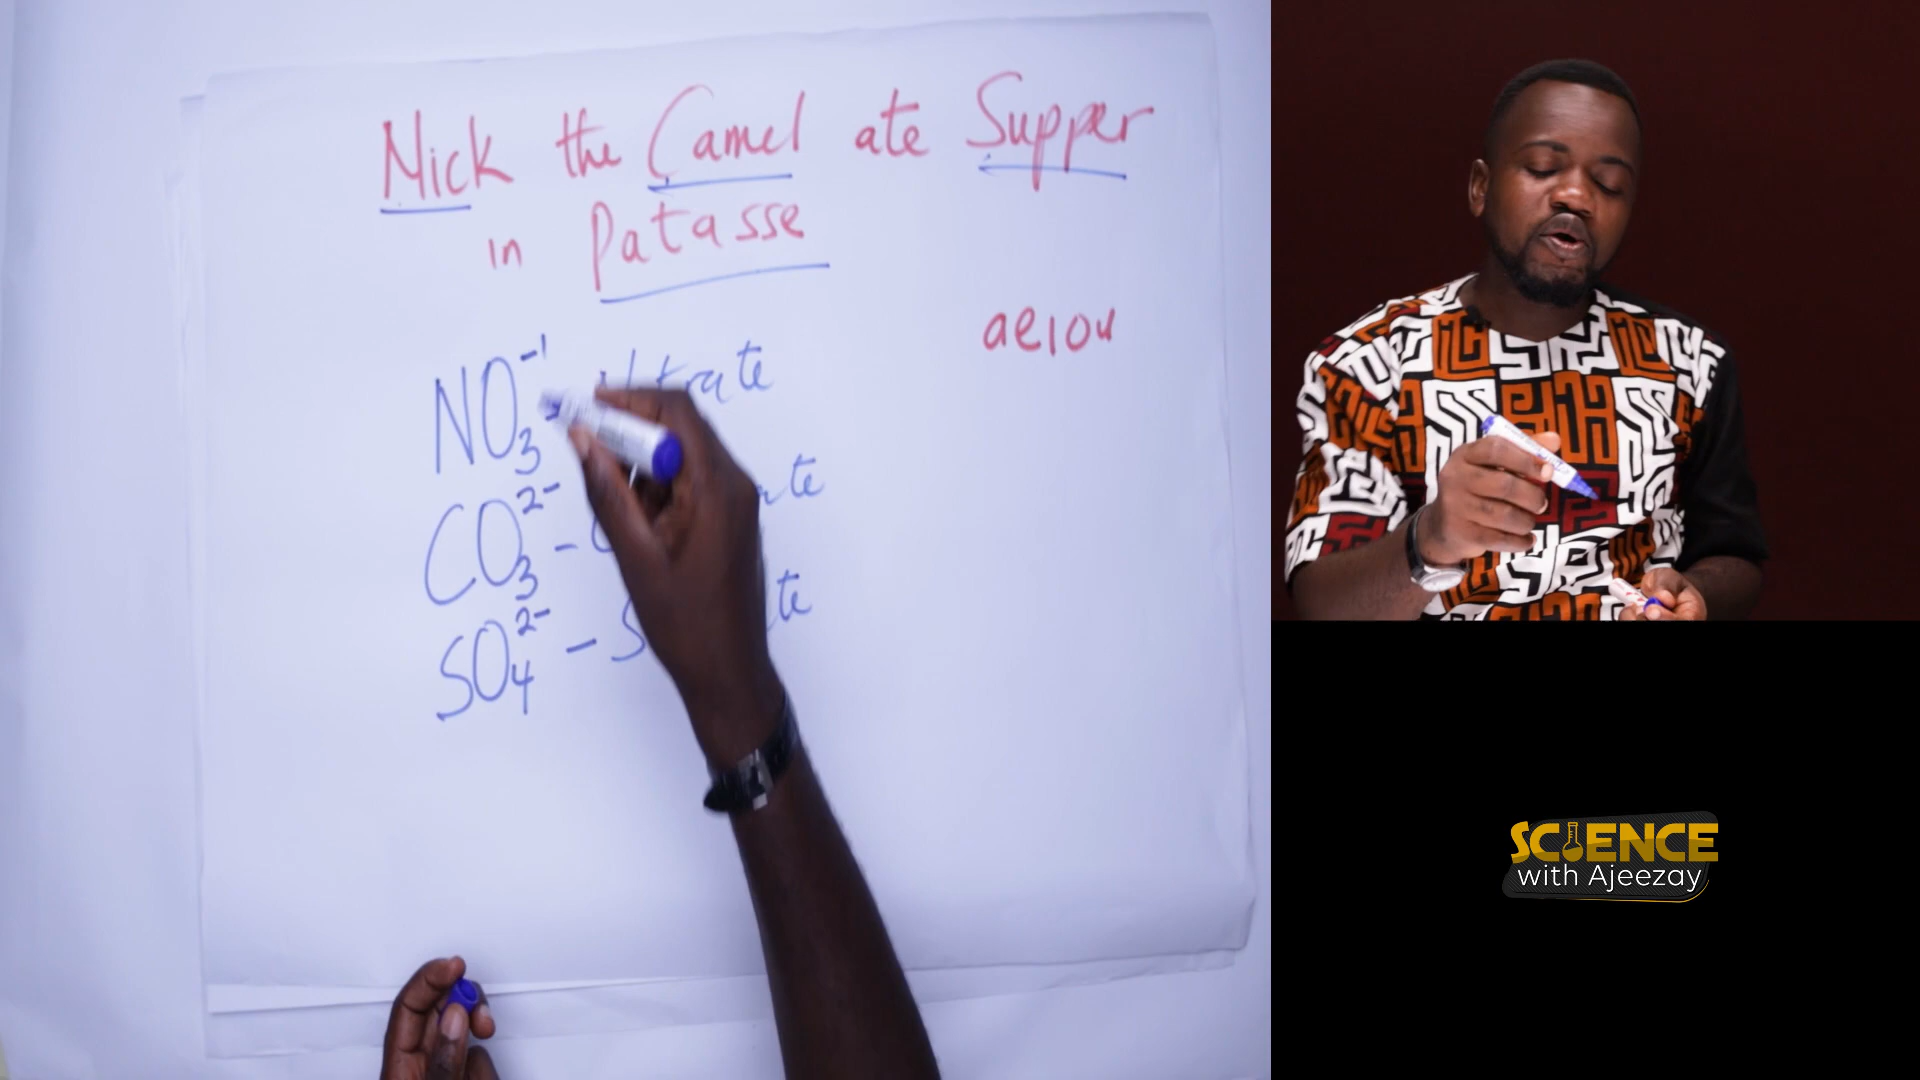 Nick the Camel ate Supper
in Patasse
aeiou
NO₃⁻¹ -
CO₃²⁻ -
SO₄²⁻ -
SCIENCE
with Ajeezay